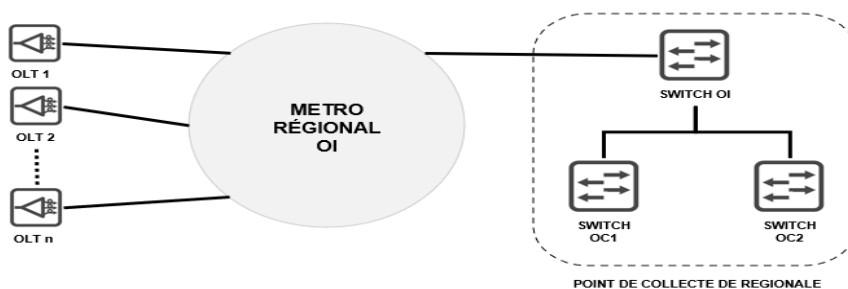 OLT 1
OLT 2
OLT n
METRO
RÉGIONAL
OI
SWITCH OI
SWITCH
OC1
SWITCH
OC2
POINT DE COLLECTE DE REGIONALE